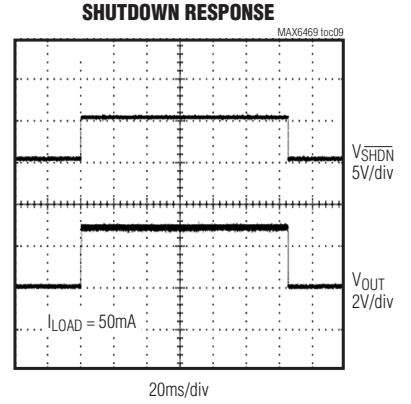 SHUTDOWN RESPONSE
MAX6469 toc09
VSHDN
5V/div
VOUT
2V/div
ILOAD = 50mA
20ms/div